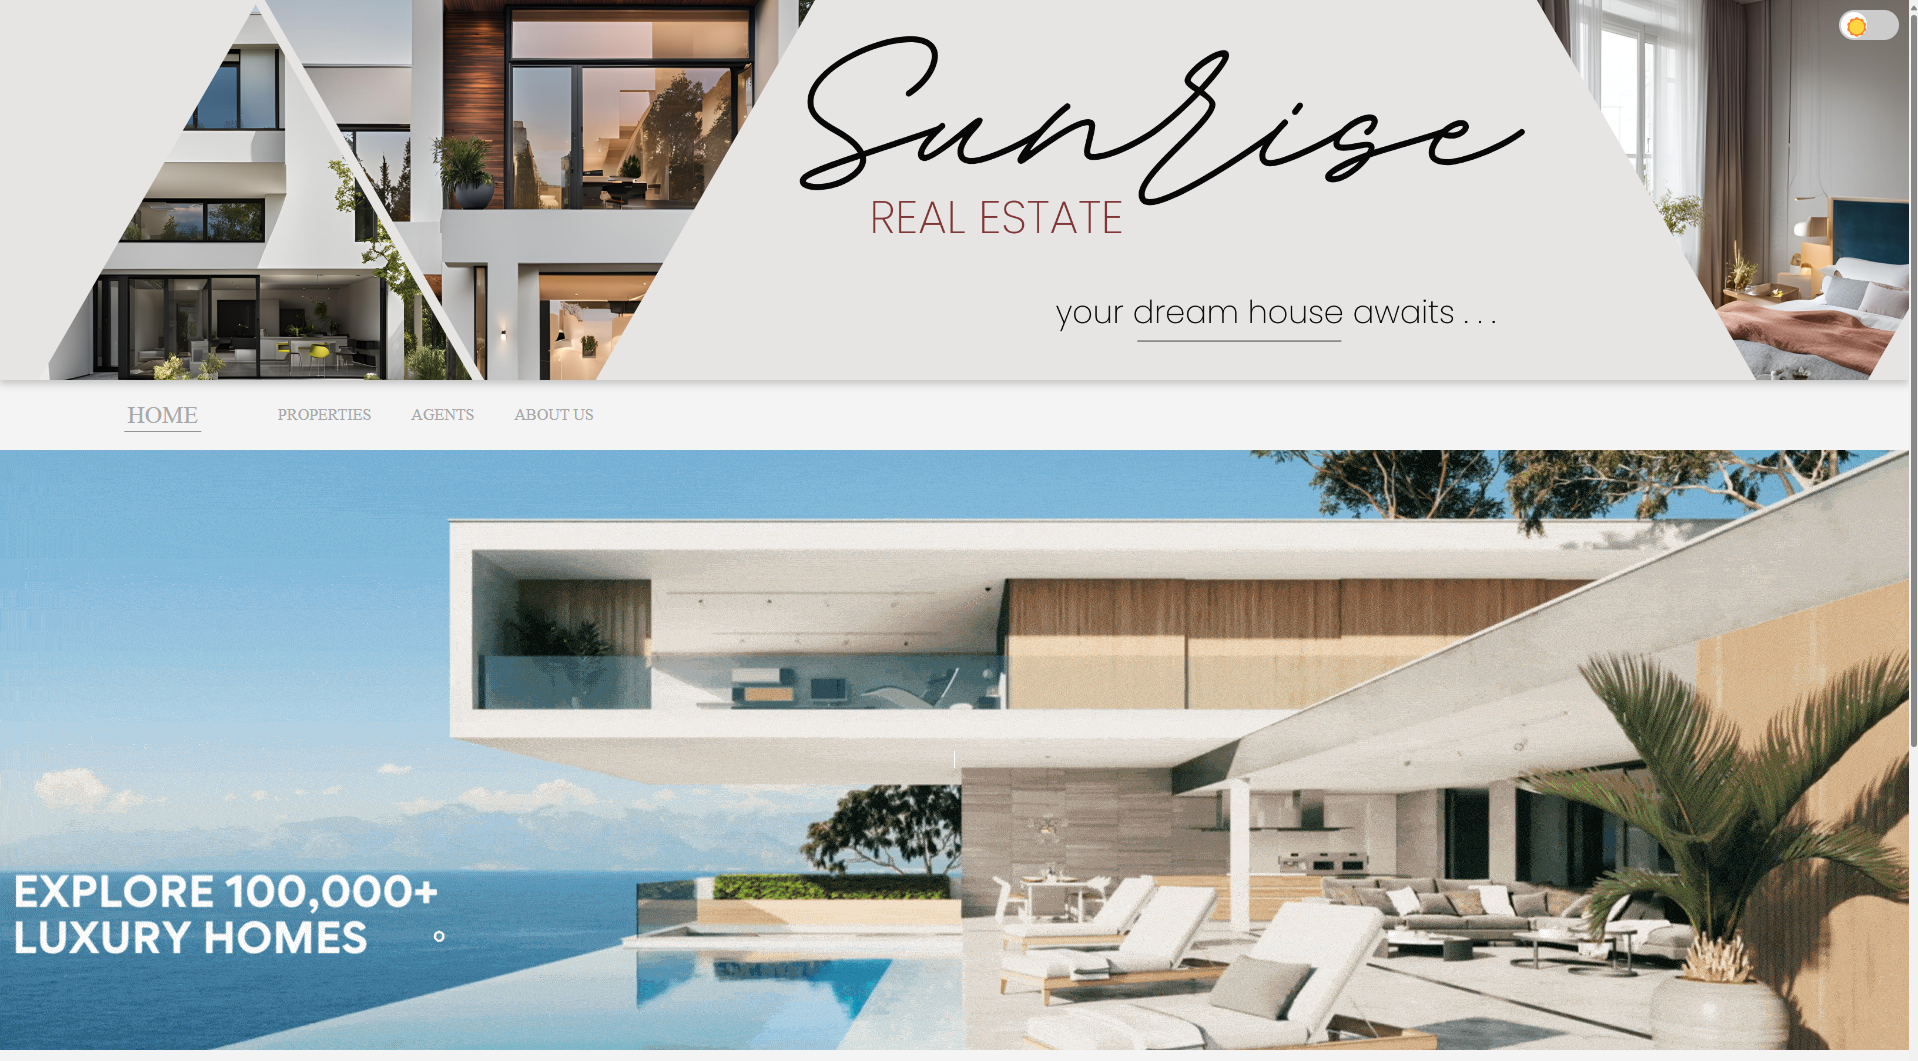 Sunrise
REAL ESTATE
your dream house awaits . . .
HOME PROPERTIES AGENTS ABOUT US
EXPLORE 100,000+
LUXURY HOMES